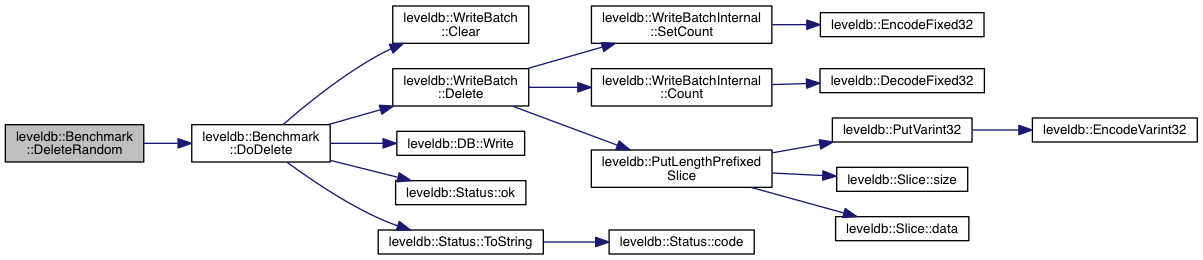 leveldb::Benchmark
::DeleteRandom
leveldb::Benchmark
::DoDelete
leveldb::WriteBatch
::Clear
leveldb::WriteBatch
::Delete
leveldb::DB::Write
leveldb::Status::ok
leveldb::Status::ToString
leveldb::WriteBatchInternal
::SetCount
leveldb::WriteBatchInternal
::Count
leveldb::PutLengthPrefixed
Slice
leveldb::Status::code
leveldb::EncodeFixed32
leveldb::DecodeFixed32
leveldb::PutVarint32
leveldb::Slice::size
leveldb::Slice::data
leveldb::EncodeVarint32